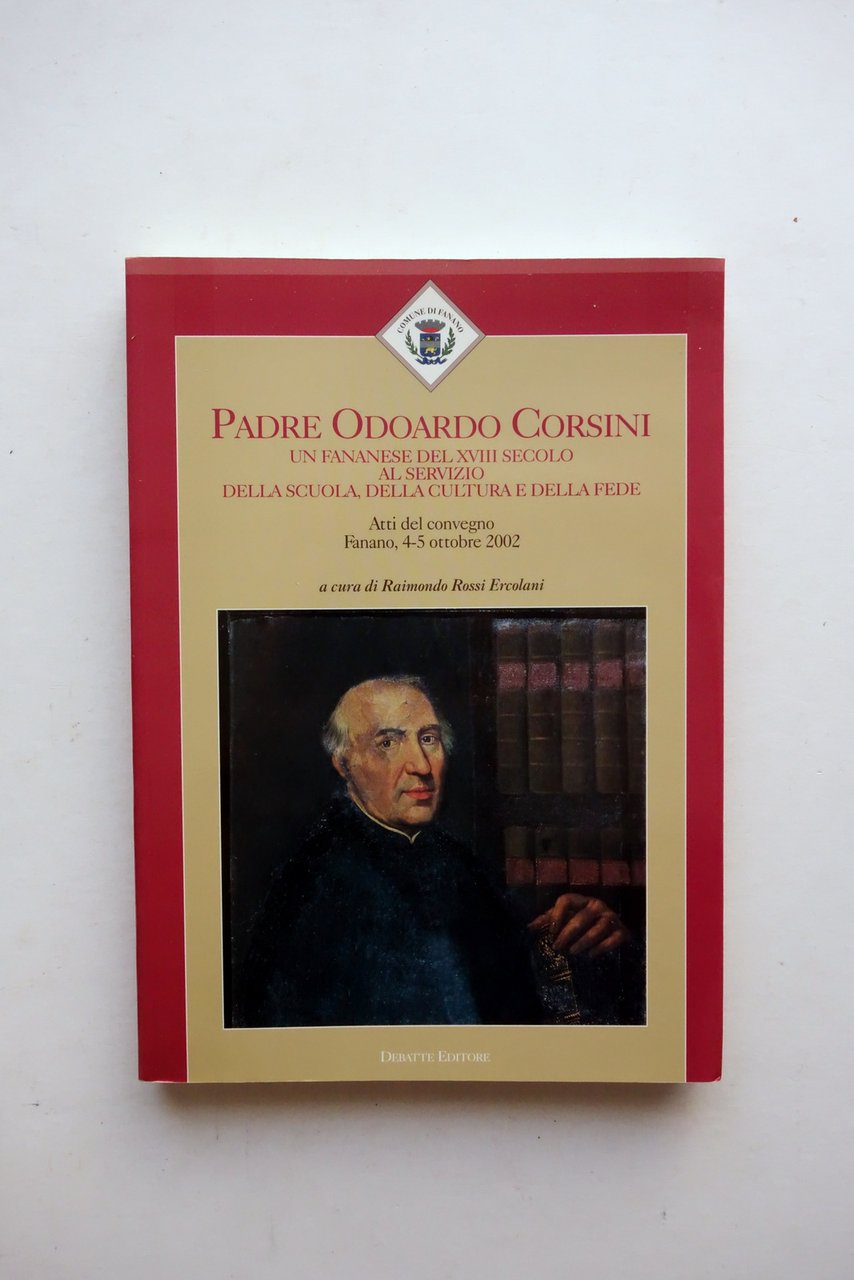 COMUNE DI FANANO
PADRE ODOARDO CORSINI
UN FANANESE DEL XVIII SECOLO
AL SERVIZIO
DELLA SCUOLA, DELLA CULTURA E DELLA FEDE
Atti del convegno
Fanano, 4-5 ottobre 2002
a cura di Raimondo Rossi Ercolani
DEBATTE EDITORE